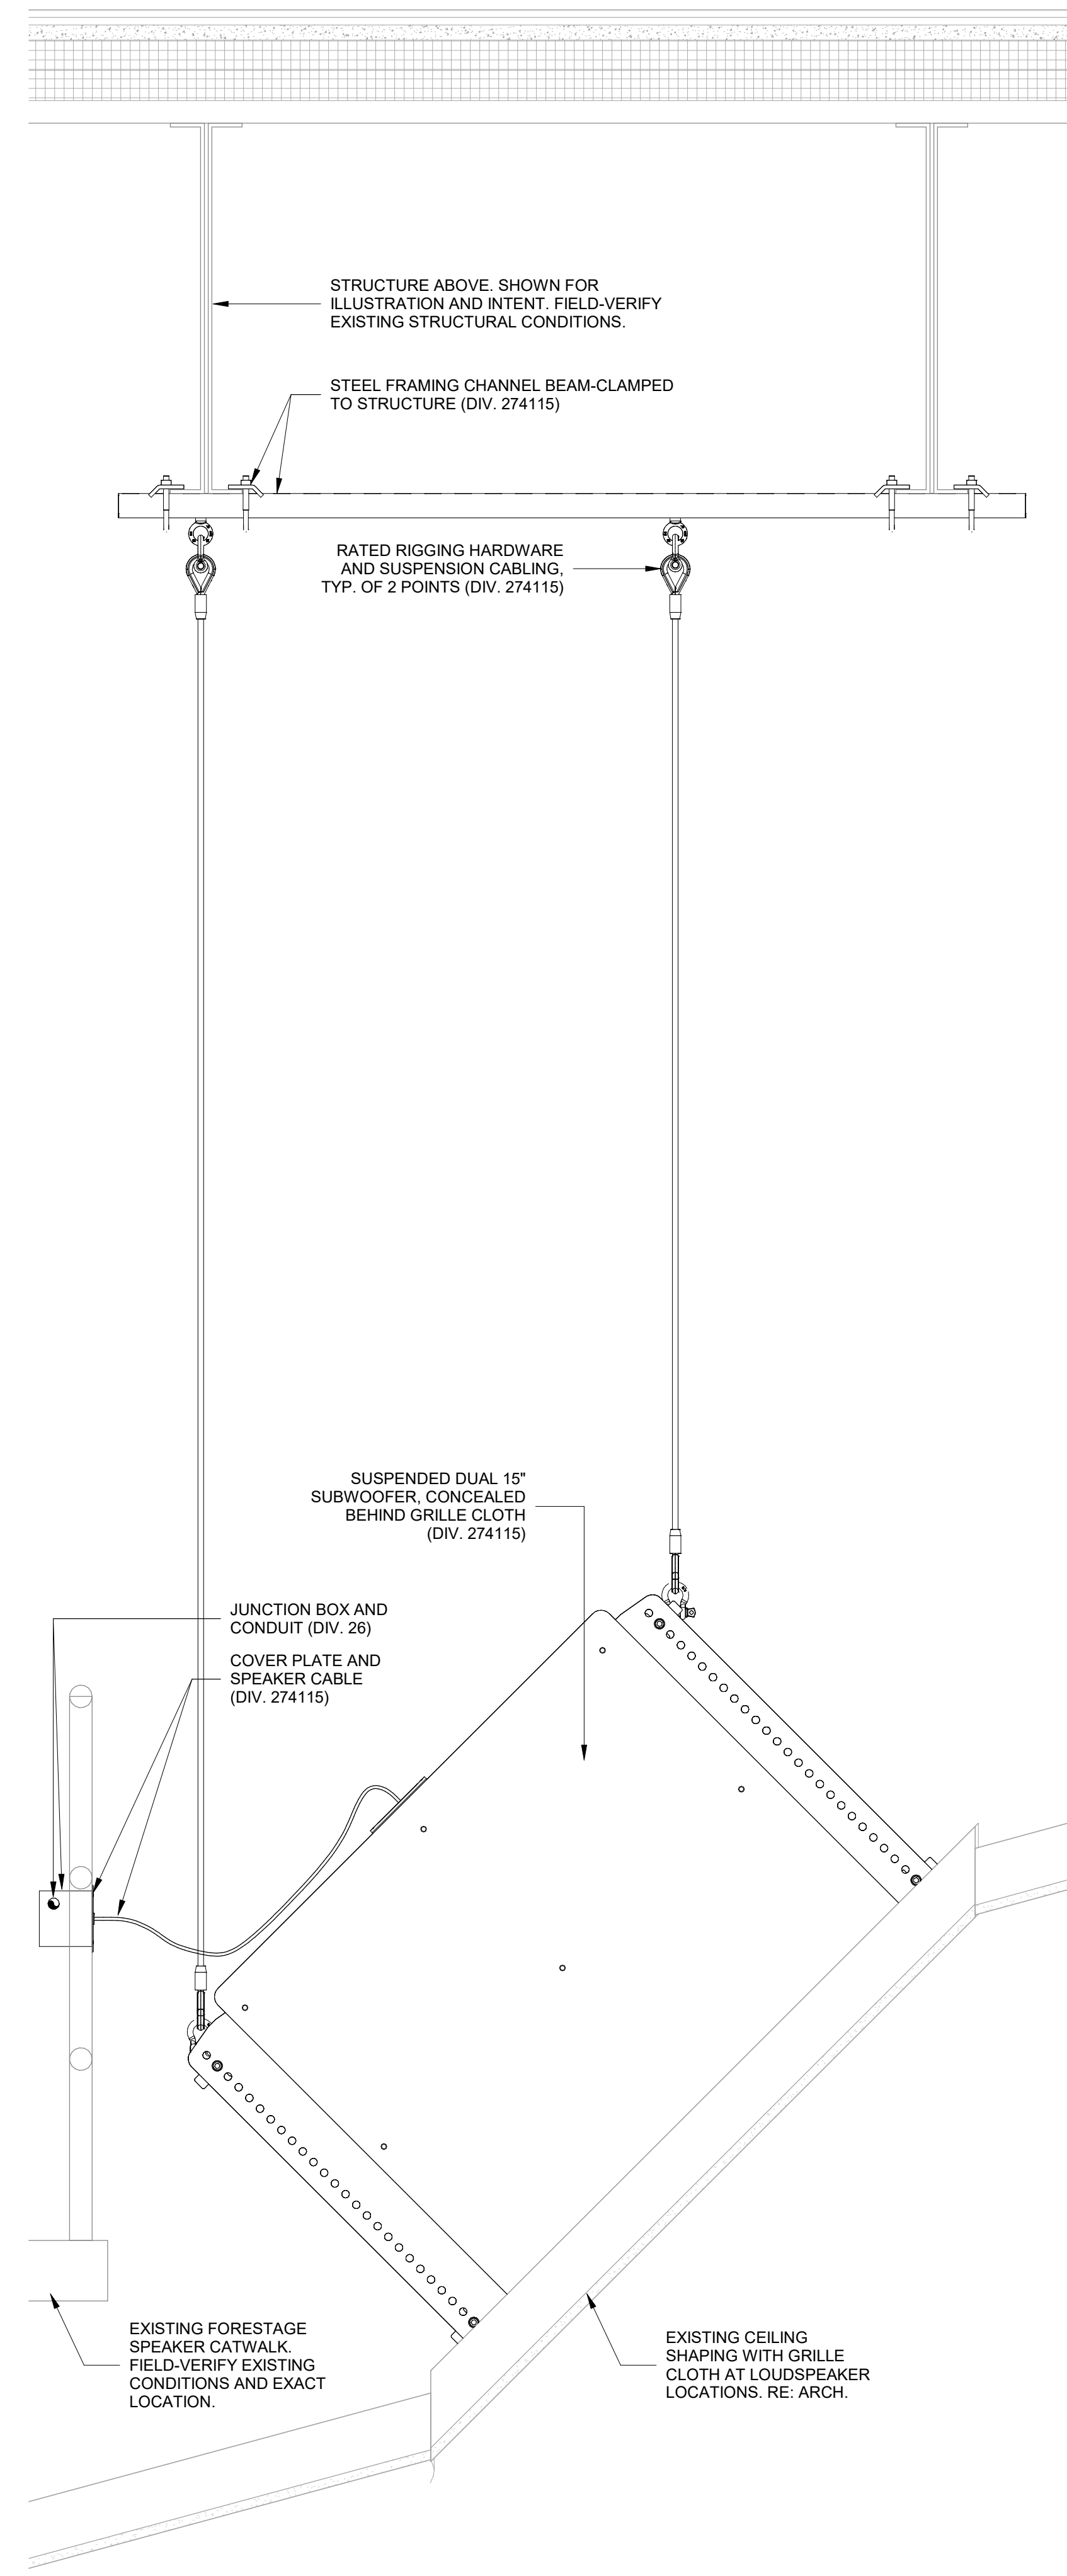 STRUCTURE ABOVE. SHOWN FOR
ILLUSTRATION AND INTENT. FIELD-VERIFY
EXISTING STRUCTURAL CONDITIONS.
STEEL FRAMING CHANNEL BEAM-CLAMPED
TO STRUCTURE (DIV. 274115)
RATED RIGGING HARDWARE
AND SUSPENSION CABLING,
TYP. OF 2 POINTS (DIV. 274115)
SUSPENDED DUAL 15"
SUBWOOFER, CONCEALED
BEHIND GRILLE CLOTH
(DIV. 274115)
JUNCTION BOX AND
CONDUIT (DIV. 26)
COVER PLATE AND
SPEAKER CABLE
(DIV. 274115)
EXISTING FORESTAGE
SPEAKER CATWALK.
FIELD-VERIFY EXISTING
CONDITIONS AND EXACT
LOCATION.
EXISTING CEILING
SHAPING WITH GRILLE
CLOTH AT LOUDSPEAKER
LOCATIONS. RE: ARCH.